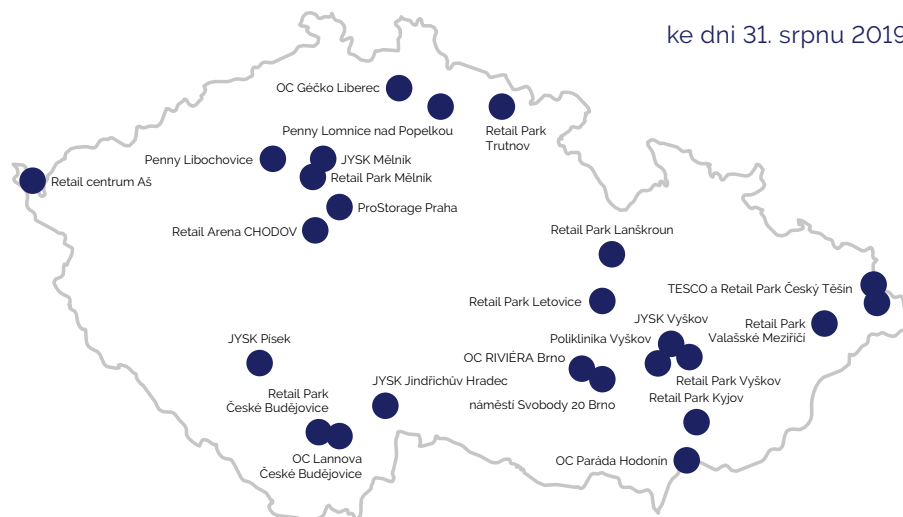 ke dni 31. srpnu 2019
OC Géčko Liberec
Penny Lomnice nad Popelkou
Retail Park
Trutnov
Penny Libochovice
JYSK Mělník
Retail Park Mělník
Retail centrum Aš
ProStorage Praha
Retail Arena CHODOV
Retail Park Lanškroun
TESCO a Retail Park Český Těšín
Retail Park Letovice
JYSK Vyškov
Retail Park
Valašské Meziříčí
Poliklinika Vyškov
JYSK Písek
OC RIVIÉRA Brno
JYSK Jindřichův Hradec
Retail Park Vyškov
Retail Park
České Budějovice
náměstí Svobody 20 Brno
Retail Park Kyjov
OC Lannova
České Budějovice
OC Paráda Hodonín